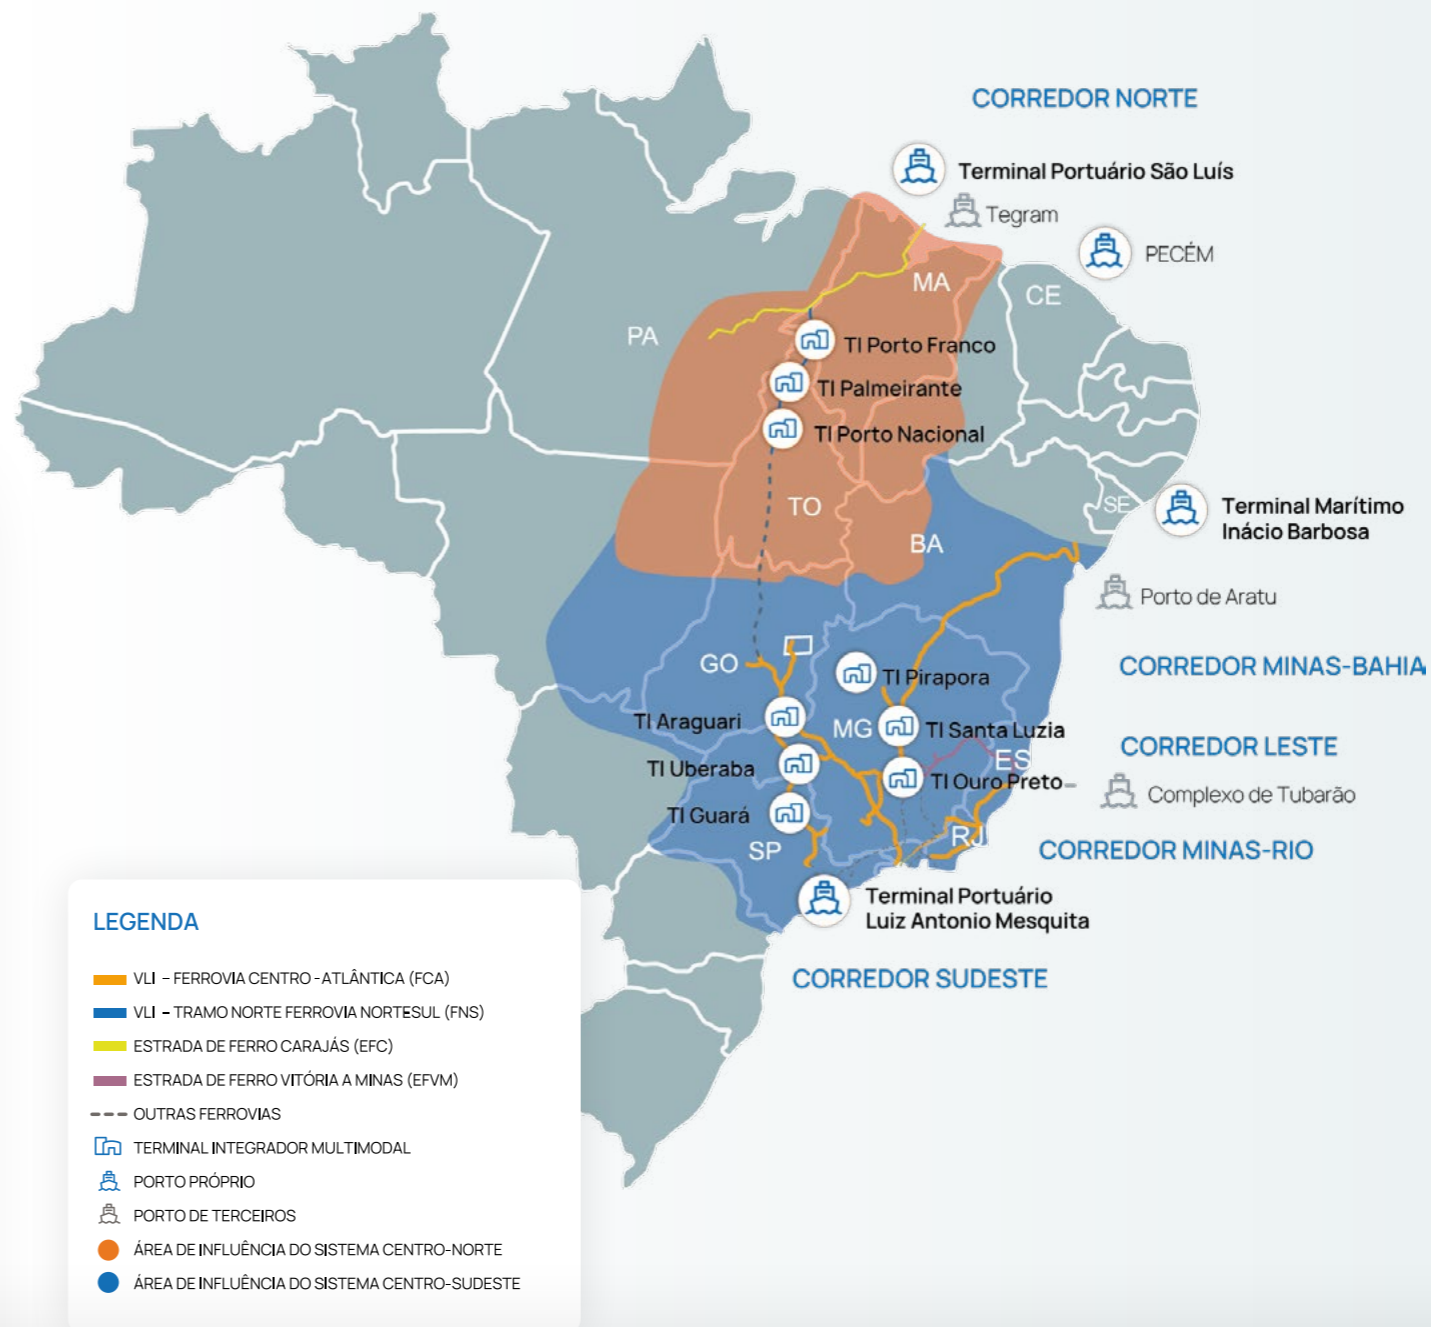 CORREDOR NORTE
Terminal Portuário São Luís
Tegram
PECÉM
MA
CE
PA
TI Porto Franco
TI Palmeirante
TI Porto Nacional
TO
SE
Terminal Marítimo
Inácio Barbosa
BA
Porto de Aratu
GO
CORREDOR MINAS-BAHIA
TI Pirapora
TI Araguari
MG
TI Santa Luzia
CORREDOR LESTE
ES
TI Uberaba
TI Ouro Preto
Complexo de Tubarão
TI Guará
RJ
SP
CORREDOR MINAS-RIO
Terminal Portuário
Luiz Antonio Mesquita
CORREDOR SUDESTE
LEGENDA
VLI – FERROVIA CENTRO-ATLÂNTICA (FCA)
VLI – TRAMO NORTE FERROVIA NORTESUL (FNS)
ESTRADA DE FERRO CARAJÁS (EFC)
ESTRADA DE FERRO VITÓRIA A MINAS (EFVM)
OUTRAS FERROVIAS
TERMINAL INTEGRADOR MULTIMODAL
PORTO PRÓPRIO
PORTO DE TERCEIROS
ÁREA DE INFLUÊNCIA DO SISTEMA CENTRO-NORTE
ÁREA DE INFLUÊNCIA DO SISTEMA CENTRO-SUDESTE